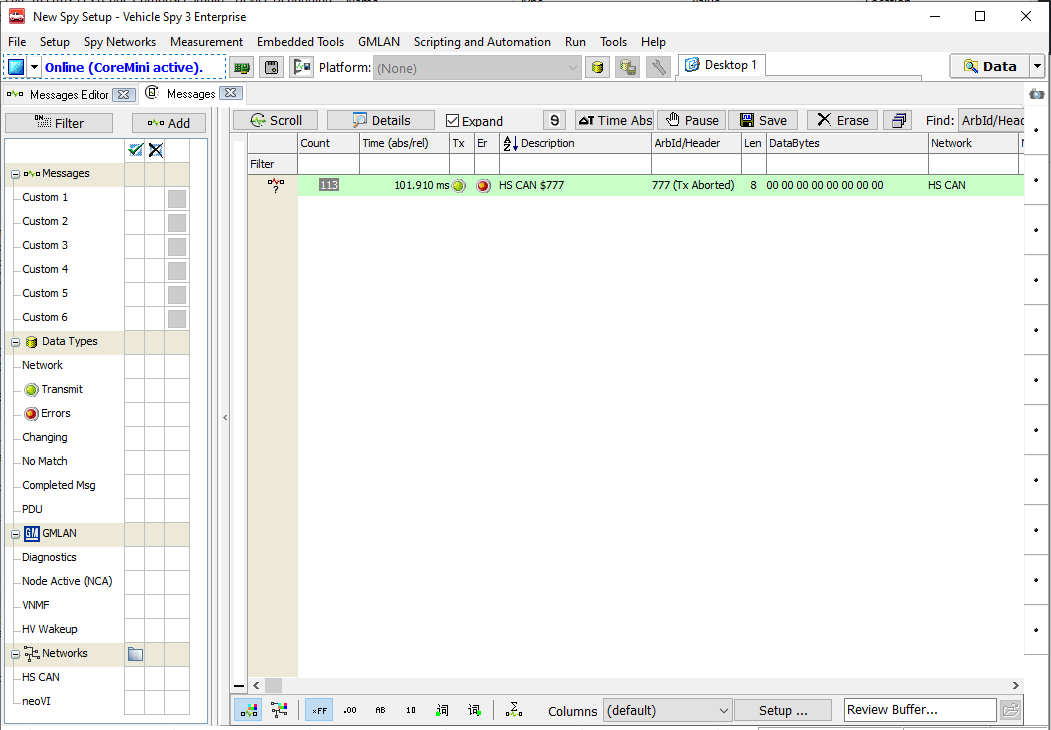 New Spy Setup - Vehicle Spy 3 Enterprise
File Setup Spy Networks Measurement Embedded Tools GMLAN Scripting and Automation Run Tools Help
Online (CoreMini active). Platform: (None) Desktop 1 Data
Messages Editor Messages
Filter Add Scroll Details Expand 9 ΔT Time Abs Pause Save Erase Find: ArbId/Head
Count Time (abs/rel) Tx Er AZ Description ArbId/Header Len DataBytes Network
Filter
? 113 101.910 ms HS CAN $777 777 (Tx Aborted) 8 00 00 00 00 00 00 00 00 HS CAN
Messages
Custom 1
Custom 2
Custom 3
Custom 4
Custom 5
Custom 6
Data Types
Network
Transmit
Errors
Changing
No Match
Completed Msg
PDU
GM GMLAN
Diagnostics
Node Active (NCA)
VNMF
HV Wakeup
Networks
HS CAN
neoVI
xFF .00 AB 10 词 词 Columns (default) Setup ... Review Buffer...